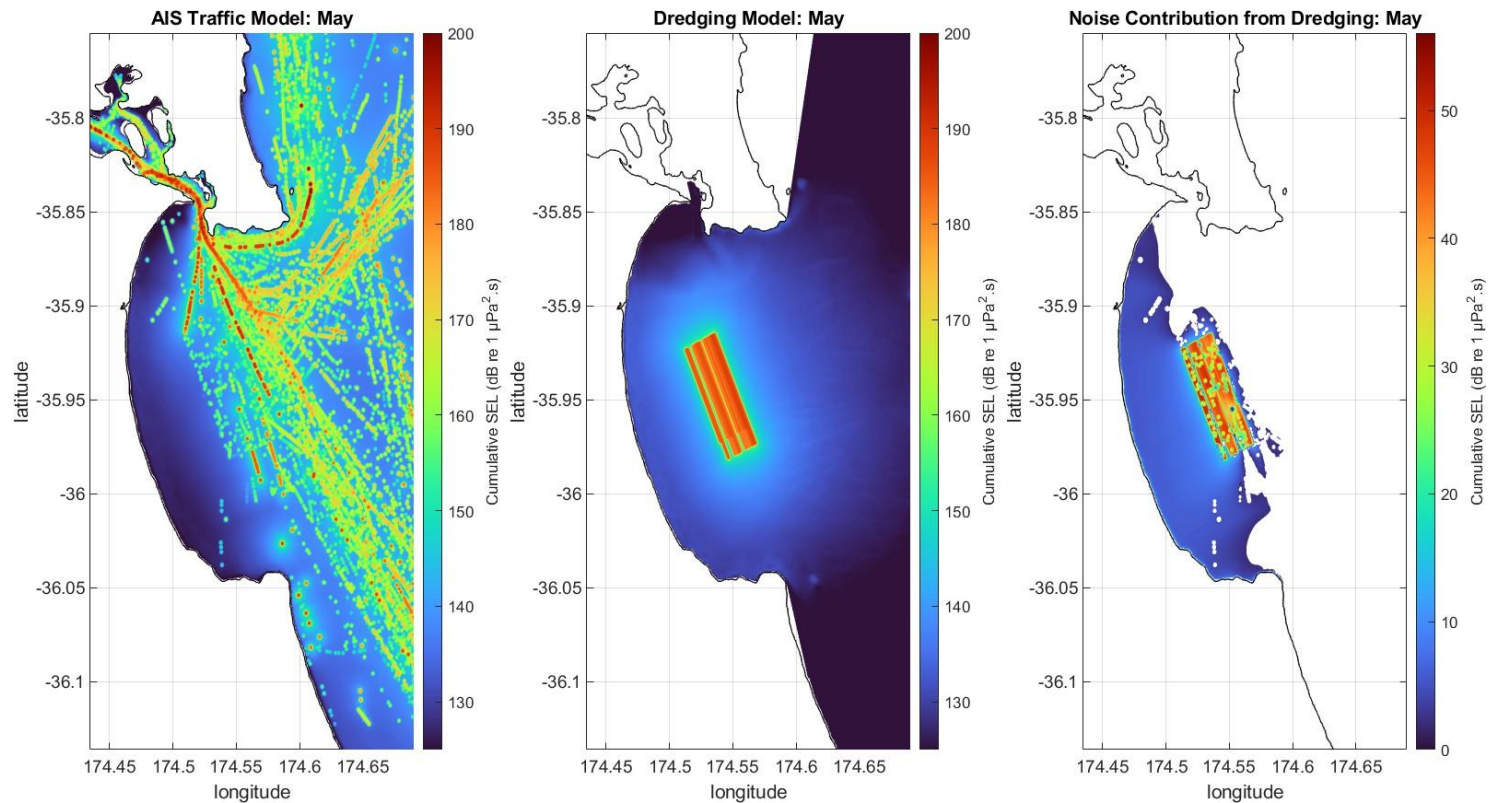 AIS Traffic Model: May
200
190
180
170
160
150
140
130
Cumulative SEL (dB re 1 μPa².s)
-35.8
-35.85
-35.9
-35.95
-36
-36.05
-36.1
latitude
174.45 174.5 174.55 174.6 174.65
longitude
Dredging Model: May
200
190
180
170
160
150
140
130
Cumulative SEL (dB re 1 μPa².s)
-35.8
-35.85
-35.9
-35.95
-36
-36.05
-36.1
latitude
174.45 174.5 174.55 174.6 174.65
longitude
Noise Contribution from Dredging: May
50
40
30
20
10
0
Cumulative SEL (dB re 1 μPa².s)
-35.8
-35.85
-35.9
-35.95
-36
-36.05
-36.1
latitude
174.45 174.5 174.55 174.6 174.65
longitude